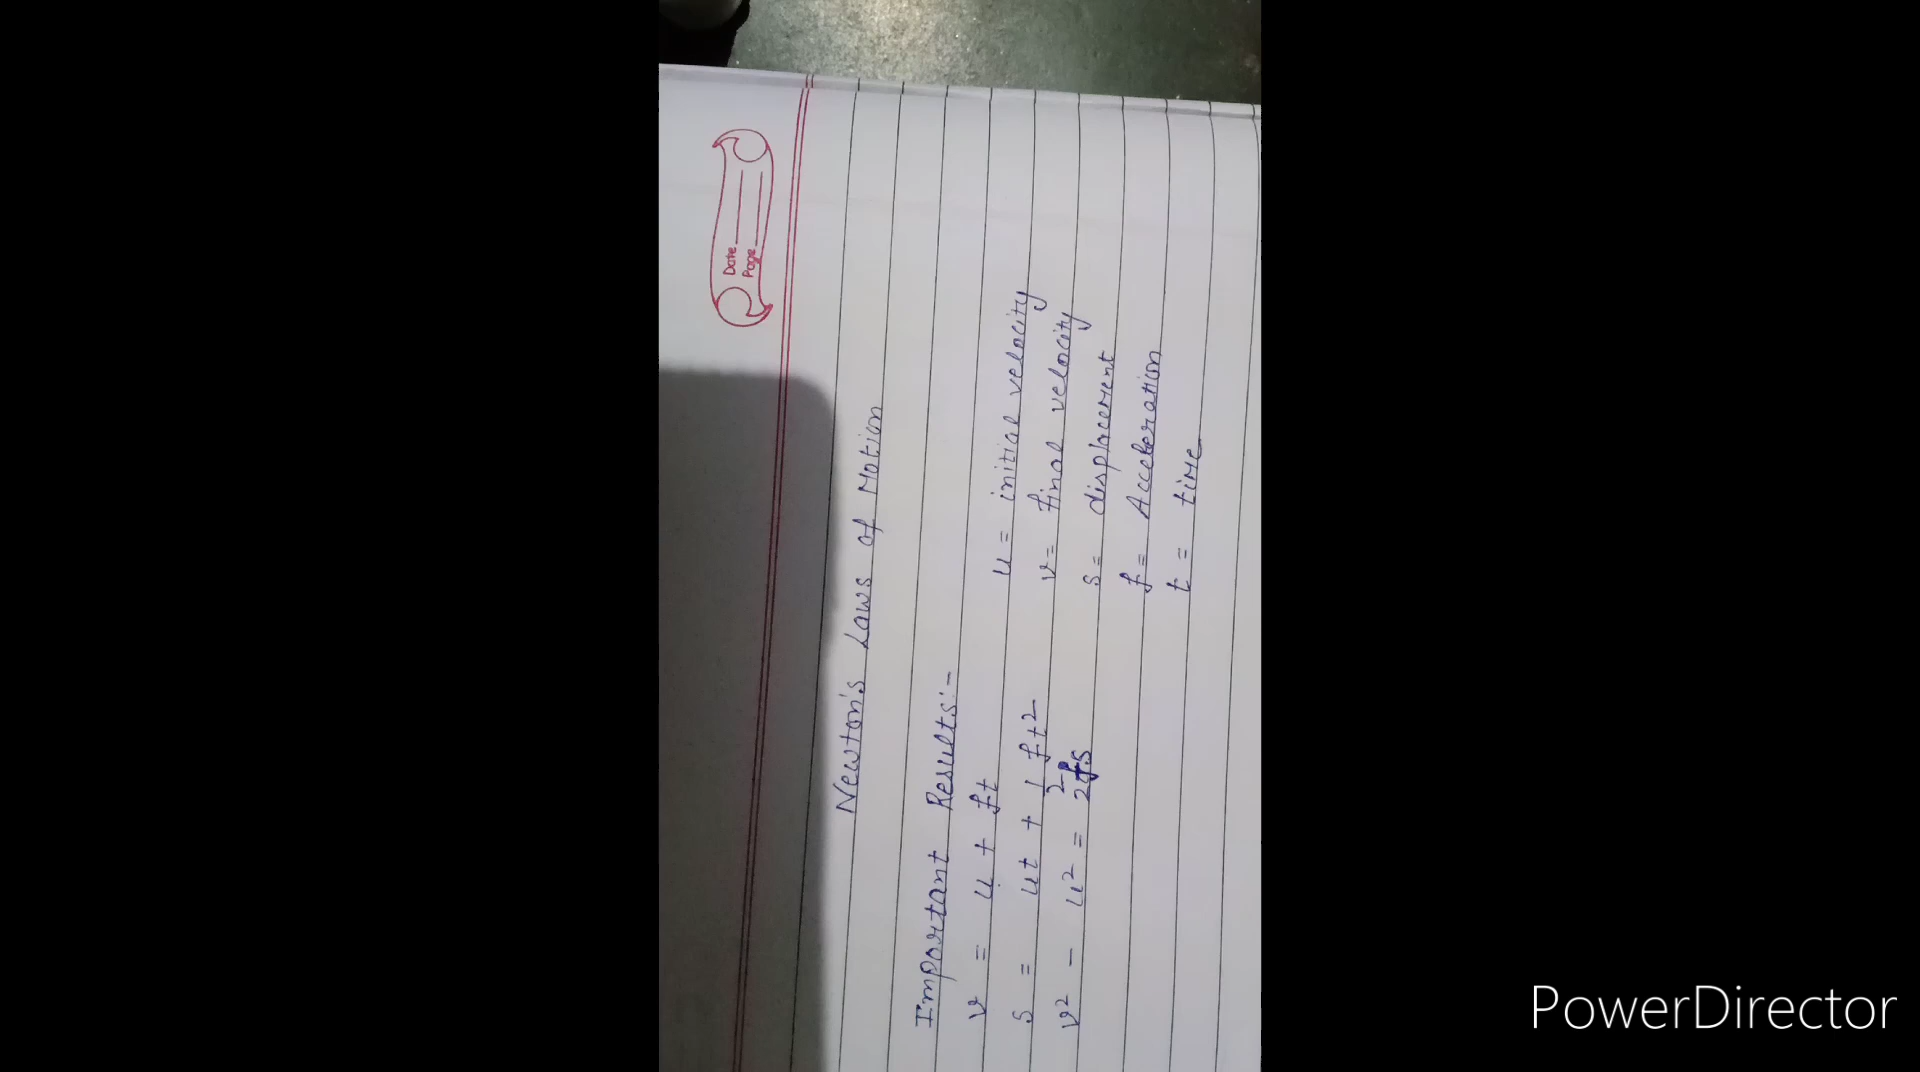 Date
Page
Newton's Laws of Motion
Important Results:-
v = u + ft
s = ut + 1/2 ft²
v² - u² = 2fs
u = initial velocity
v = final velocity
s = displacement
f = Acceleration
t = time
PowerDirector